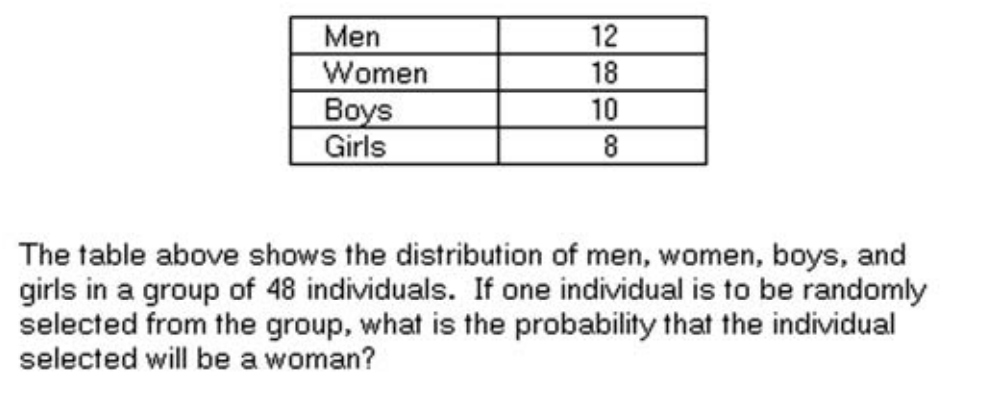 Men 12
Women 18
Boys 10
Girls 8
The table above shows the distribution of men, women, boys, and
girls in a group of 48 individuals. If one individual is to be randomly
selected from the group, what is the probability that the individual
selected will be a woman?